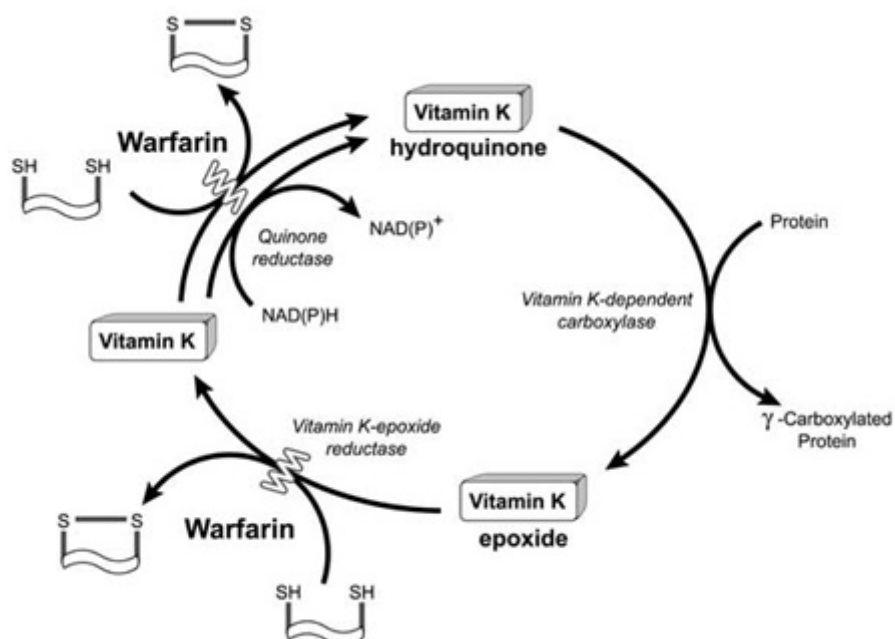 S S
Warfarin
SH SH
Vitamin K
hydroquinone
NAD(P)+
Quinone
reductase
NAD(P)H
Protein
Vitamin K-dependent
carboxylase
Vitamin K
γ-Carboxylated
Protein
Vitamin K-epoxide
reductase
Vitamin K
epoxide
S S
Warfarin
SH SH